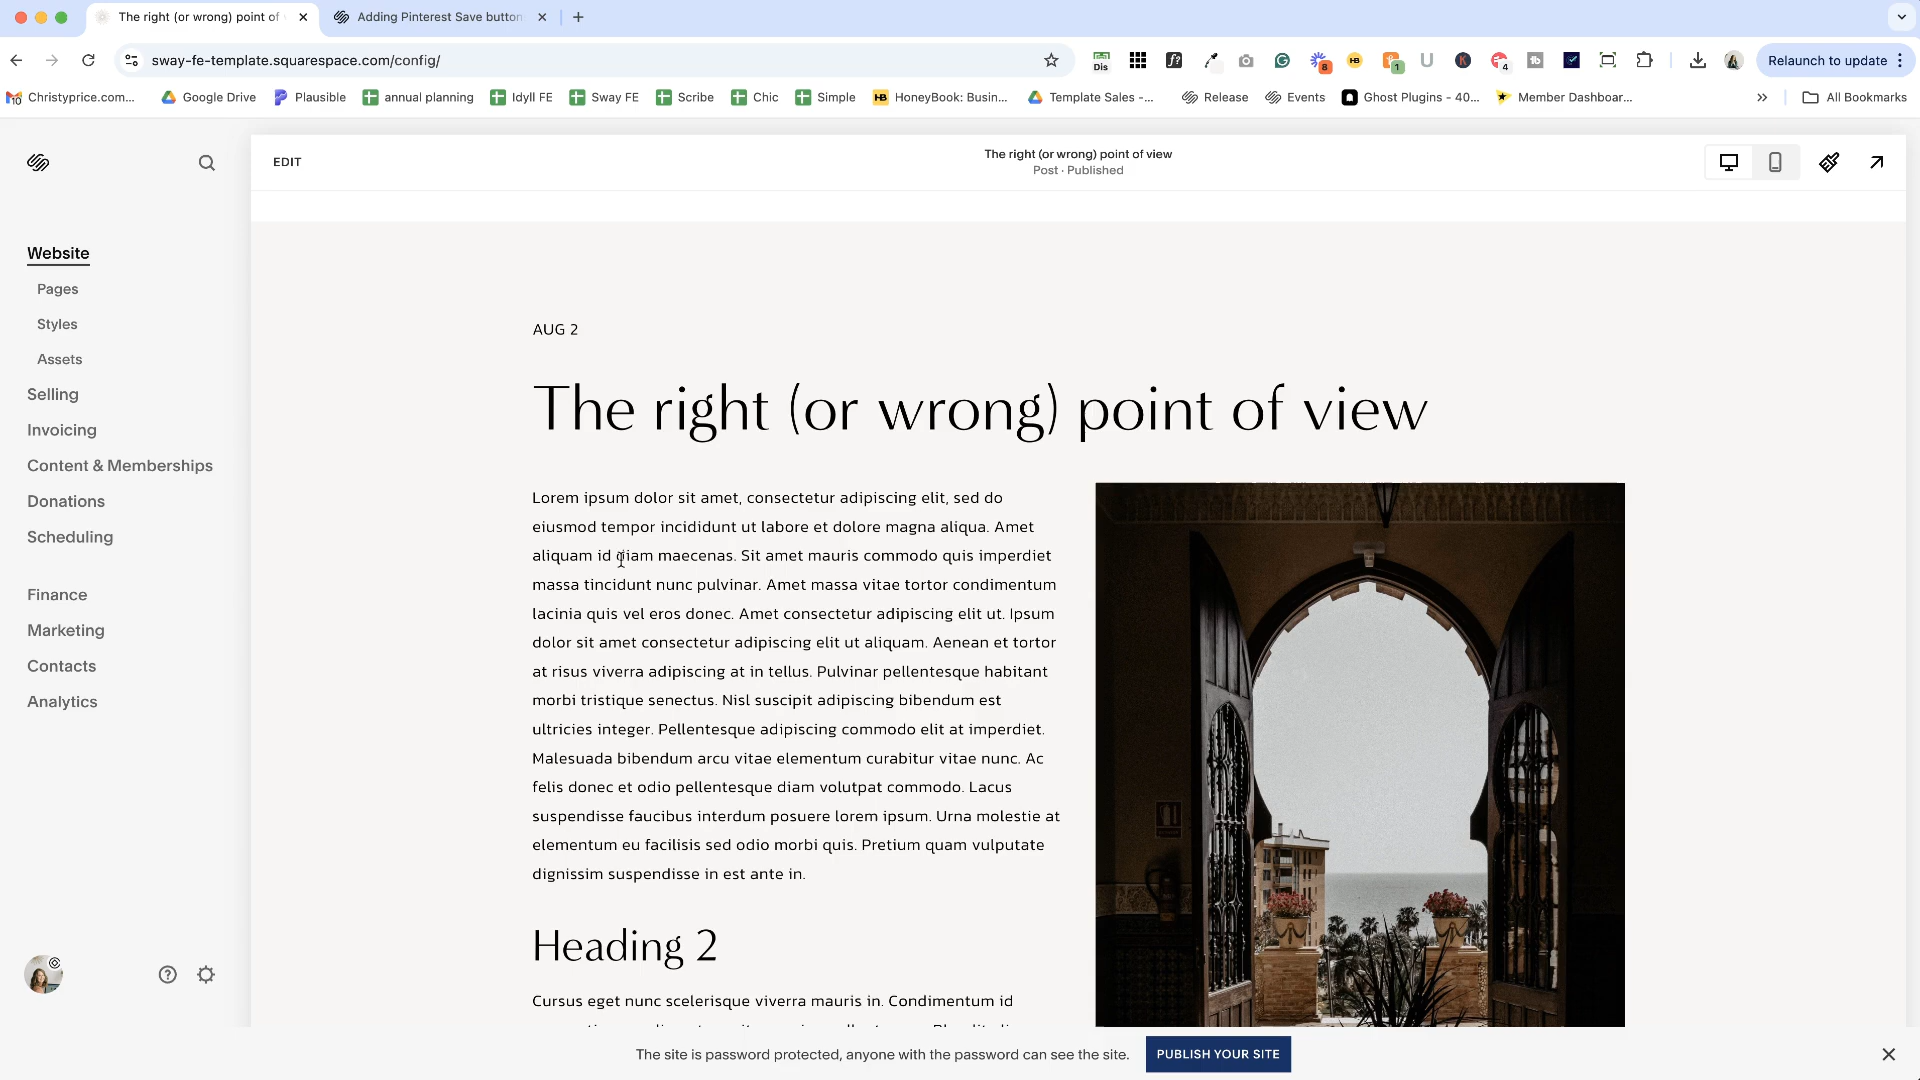 The right (or wrong) point of
Adding Pinterest Save button
sway-fe-template.squarespace.com/config/
Dis
f?
8
HB
1
U
K
4
Relaunch to update
Christyprice.com...
Google Drive
Plausible
annual planning
Idyll FE
Sway FE
Scribe
Chic
Simple
HB
HoneyBook: Busin...
Template Sales -...
Release
Events
Ghost Plugins - 40...
Member Dashboar...
All Bookmarks
EDIT
The right (or wrong) point of view
Post · Published
Website
Pages
Styles
Assets
Selling
Invoicing
Content & Memberships
Donations
Scheduling
Finance
Marketing
Contacts
Analytics
AUG 2
The right (or wrong) point of view
Lorem ipsum dolor sit amet, consectetur adipiscing elit, sed do
eiusmod tempor incididunt ut labore et dolore magna aliqua. Amet
aliquam id diam maecenas. Sit amet mauris commodo quis imperdiet
massa tincidunt nunc pulvinar. Amet massa vitae tortor condimentum
lacinia quis vel eros donec. Amet consectetur adipiscing elit ut. Ipsum
dolor sit amet consectetur adipiscing elit ut aliquam. Aenean et tortor
at risus viverra adipiscing at in tellus. Pulvinar pellentesque habitant
morbi tristique senectus. Nisl suscipit adipiscing bibendum est
ultricies integer. Pellentesque adipiscing commodo elit at imperdiet.
Malesuada bibendum arcu vitae elementum curabitur vitae nunc. Ac
felis donec et odio pellentesque diam volutpat commodo. Lacus
suspendisse faucibus interdum posuere lorem ipsum. Urna molestie at
elementum eu facilisis sed odio morbi quis. Pretium quam vulputate
dignissim suspendisse in est ante in.
Heading 2
Cursus eget nunc scelerisque viverra mauris in. Condimentum id
The site is password protected, anyone with the password can see the site.
PUBLISH YOUR SITE